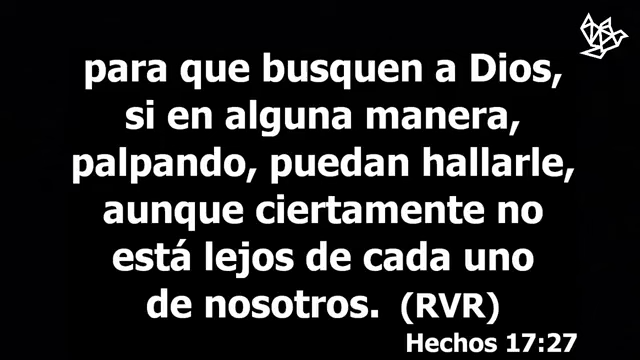 para que busquen a Dios,
si en alguna manera,
palpando, puedan hallarle,
aunque ciertamente no
está lejos de cada uno
de nosotros. (RVR)
Hechos 17:27